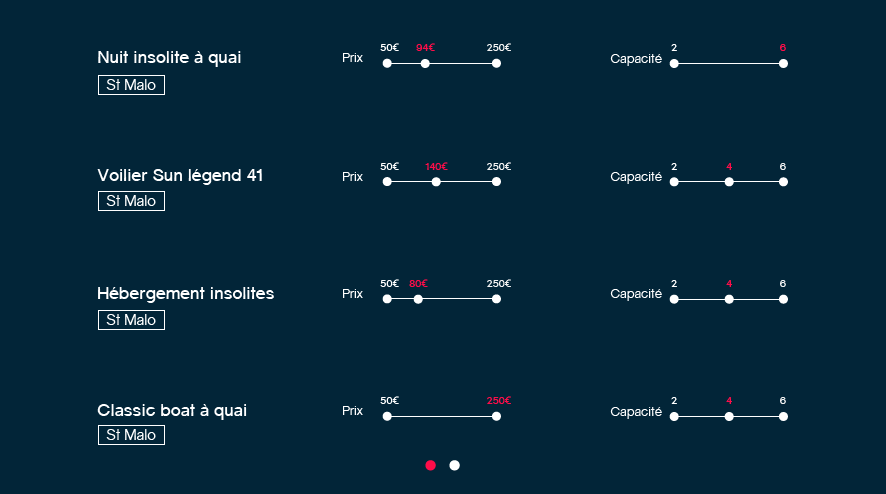 Nuit insolite à quai
St Malo
Prix
50€ 94€ 250€
Capacité
2 6
Voilier Sun légend 41
St Malo
Prix
50€ 140€ 250€
Capacité
2 4 6
Hébergement insolites
St Malo
Prix
50€ 80€ 250€
Capacité
2 4 6
Classic boat à quai
St Malo
Prix
50€ 250€
Capacité
2 4 6